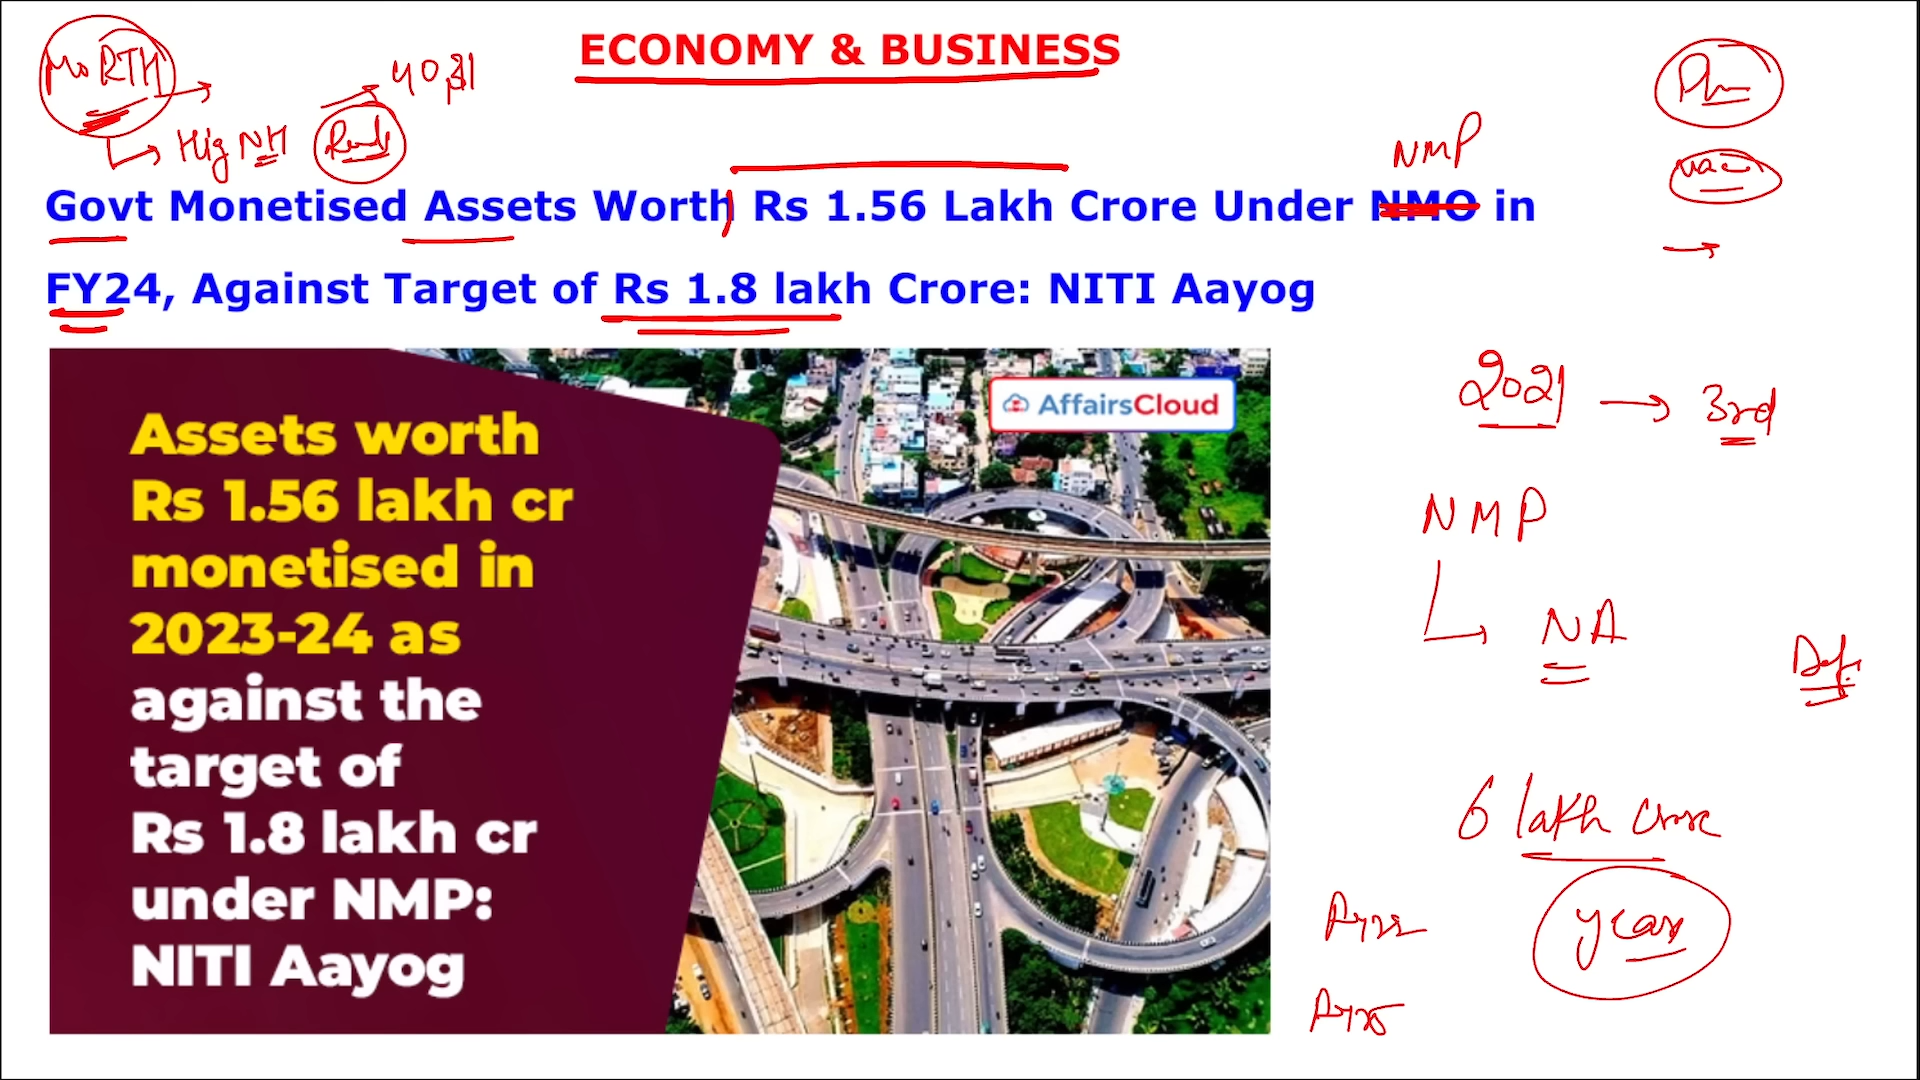 ECONOMY & BUSINESS
MoRTH
Hig NH
NMP
Govt Monetised Assets Worth Rs 1.56 Lakh Crore Under NMO in
FY24, Against Target of Rs 1.8 lakh Crore: NITI Aayog
AffairsCloud
Assets worth
Rs 1.56 lakh cr
monetised in
2023-24 as
against the
target of
Rs 1.8 lakh cr
under NMP:
NITI Aayog
2021 → 3rd
NMP
NA
6 lakh crore
year